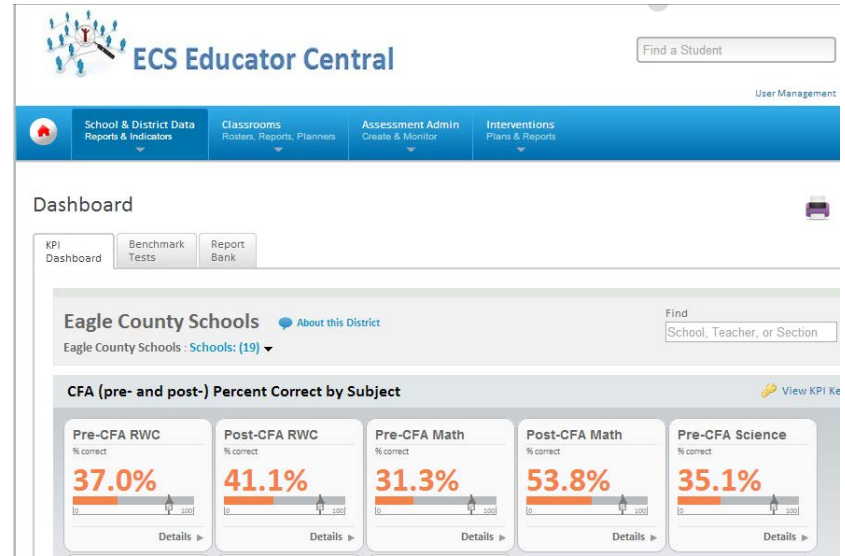 ECS Educator Central
Find a Student
User Management
School & District Data
Reports & Indicators
Classrooms
Rosters, Reports, Planners
Assessment Admin
Create & Monitor
Interventions
Plans & Reports
Dashboard
KPI
Dashboard
Benchmark
Tests
Report
Bank
Eagle County Schools
About this District
Eagle County Schools : Schools: (19)
Find
School, Teacher, or Section
CFA (pre- and post-) Percent Correct by Subject
View KPI Ke
Pre-CFA RWC
% correct
37.0%
0 100
Details
Post-CFA RWC
% correct
41.1%
0 100
Details
Pre-CFA Math
% correct
31.3%
0 100
Details
Post-CFA Math
% correct
53.8%
0 100
Details
Pre-CFA Science
% correct
35.1%
0 100
Details